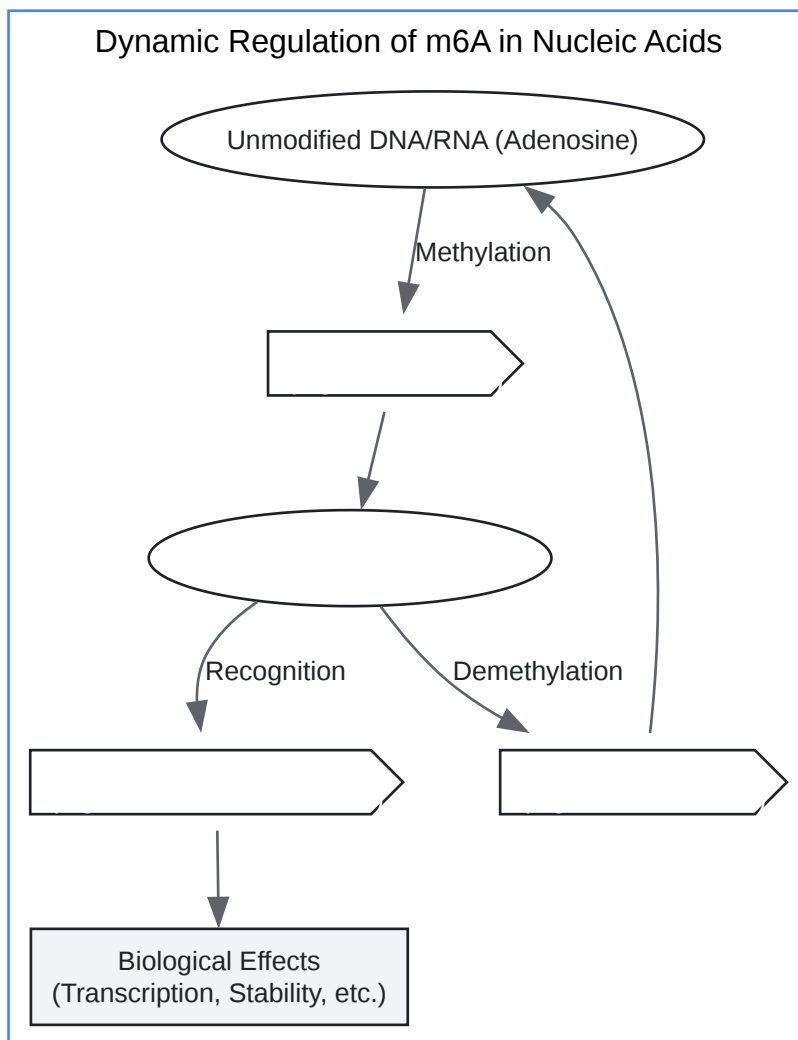 Dynamic Regulation of m6A in Nucleic Acids
Unmodified DNA/RNA (Adenosine)
Methylation
Recognition
Demethylation
Biological Effects
(Transcription, Stability, etc.)